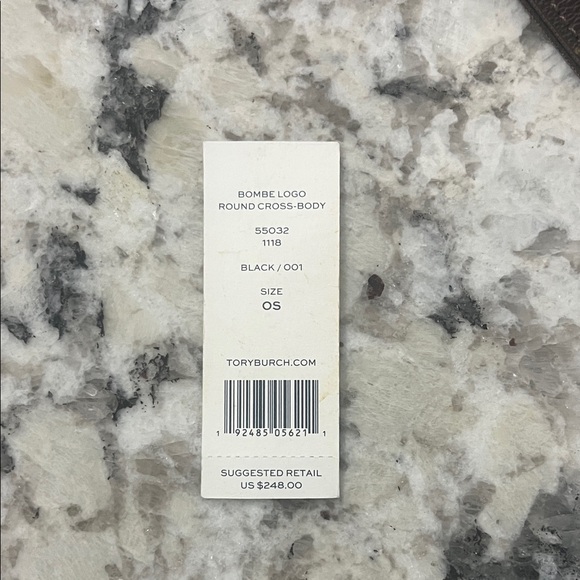 BOMBE LOGO
ROUND CROSS-BODY
55032
1118
BLACK / 001
SIZE
OS
TORYBURCH.COM
1 92485 05621 1
SUGGESTED RETAIL
US $248.00